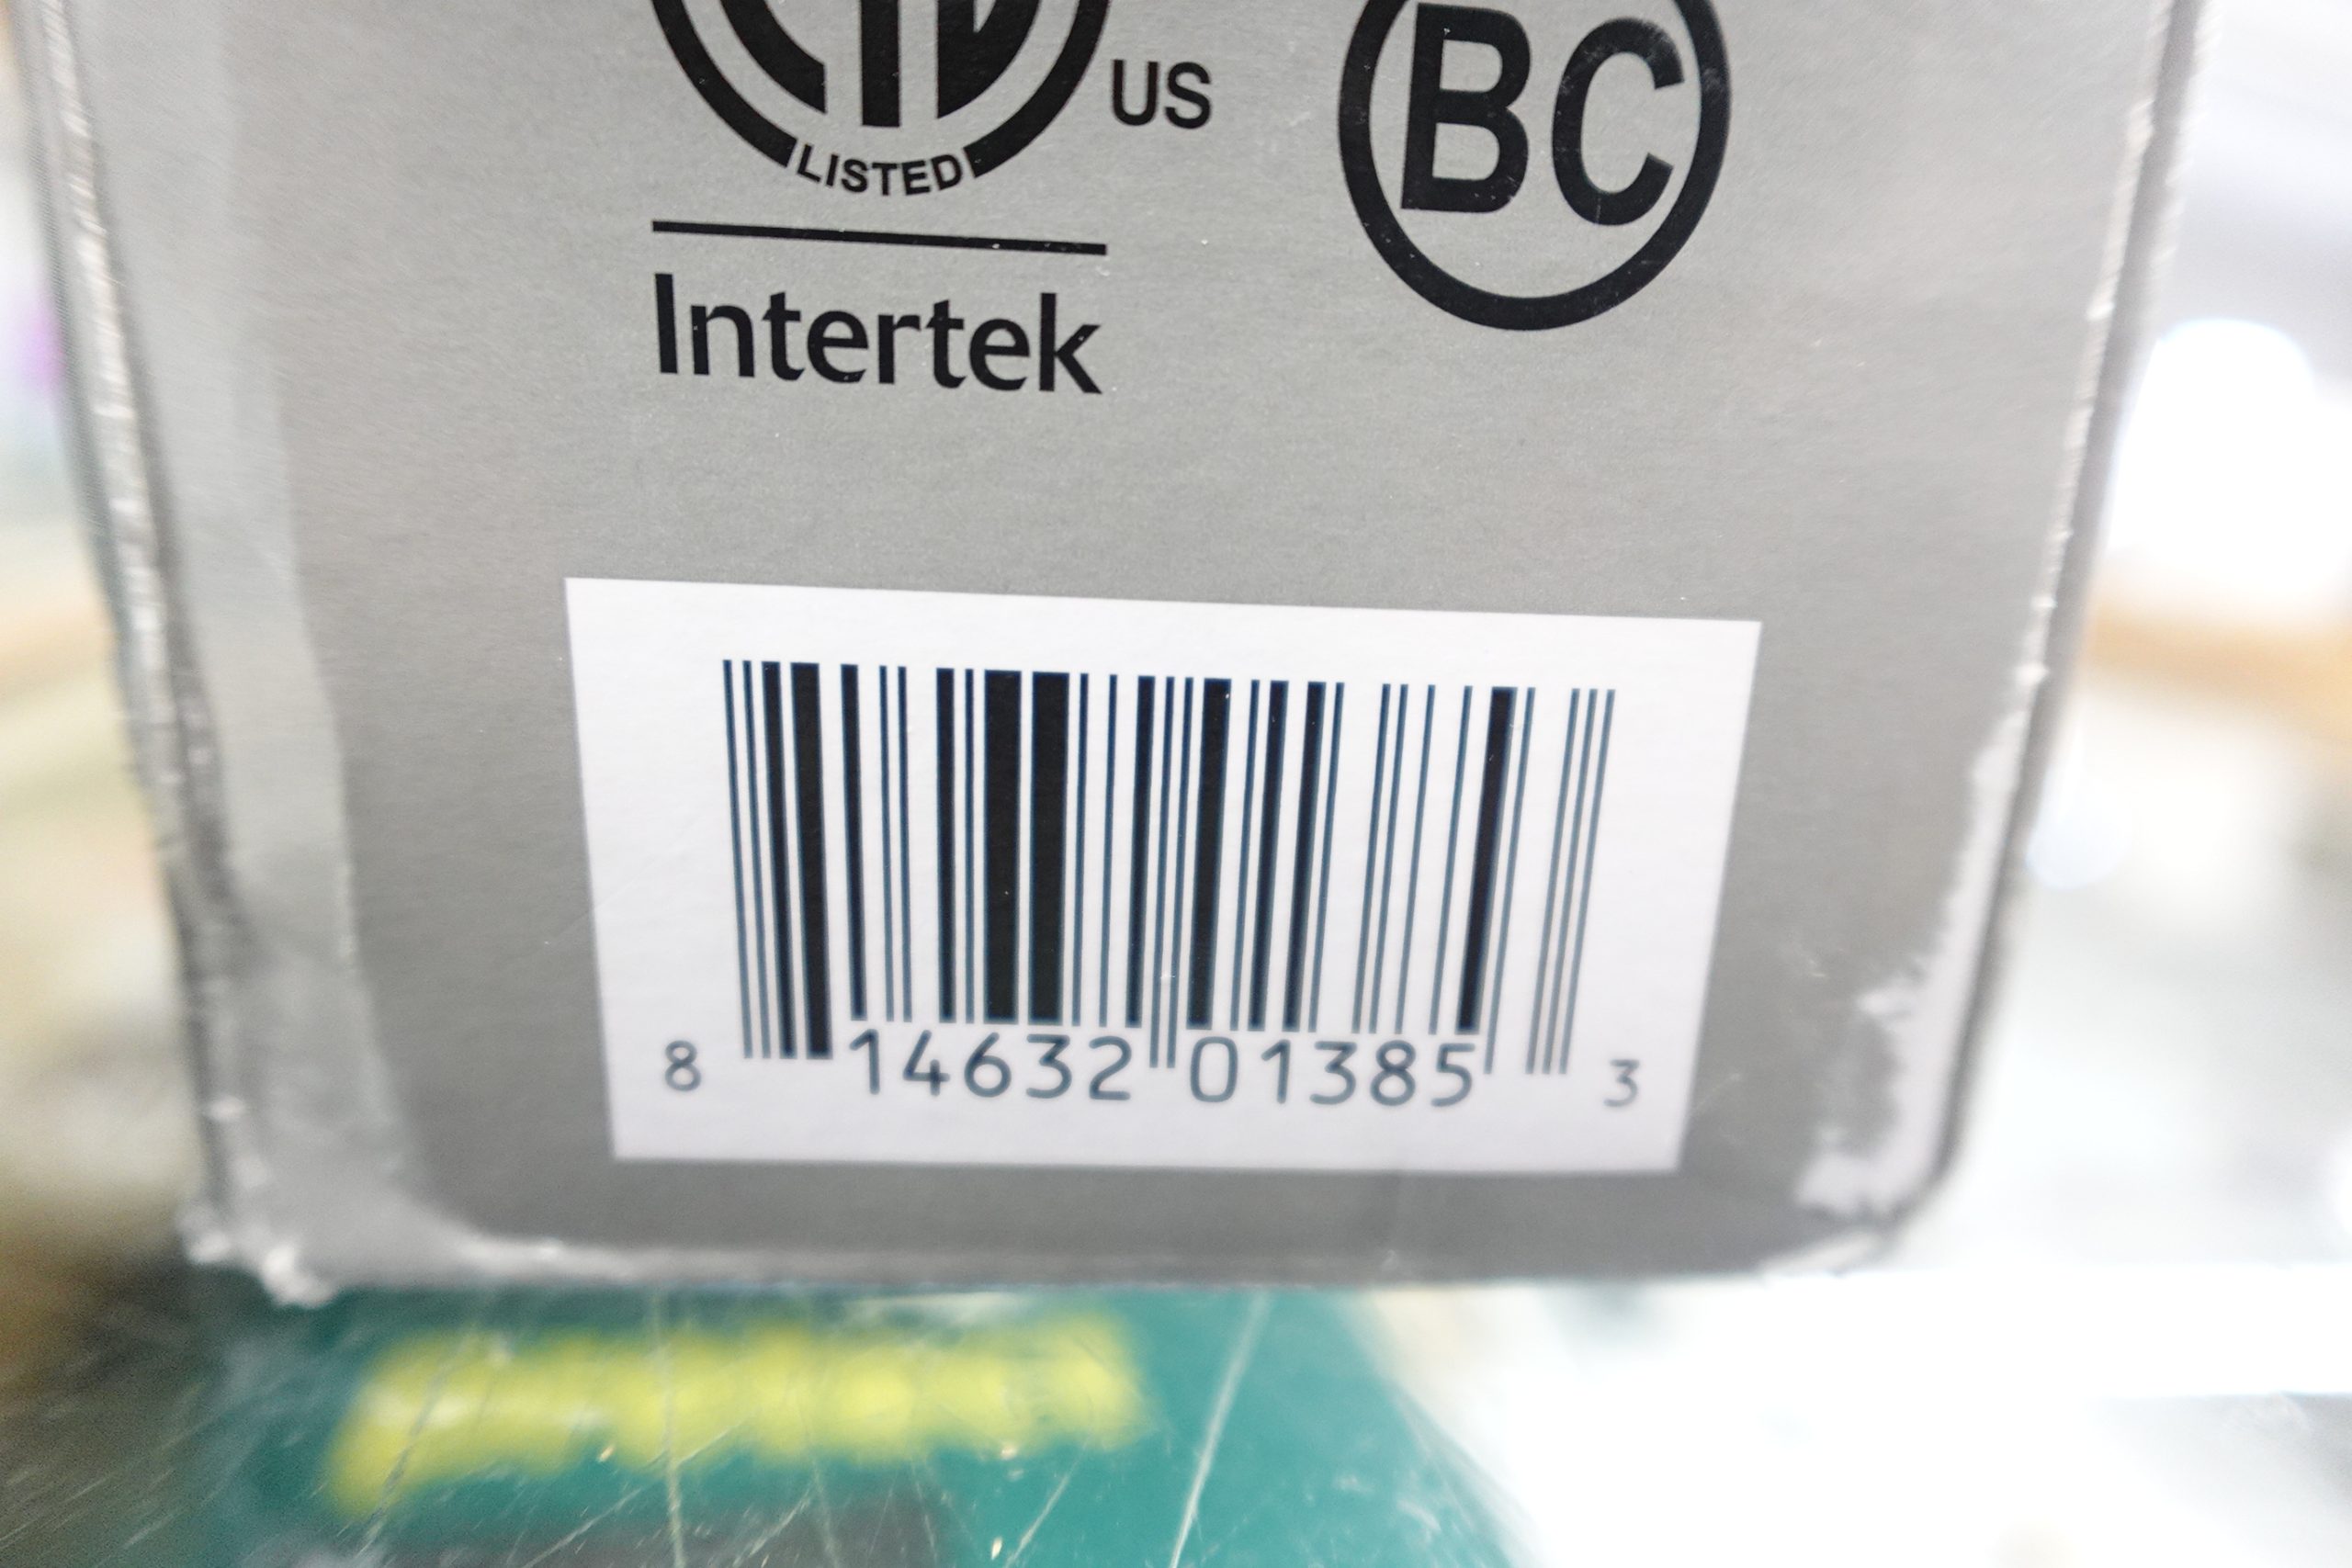 US
BC
LISTED
Intertek
8 14632 01385 3